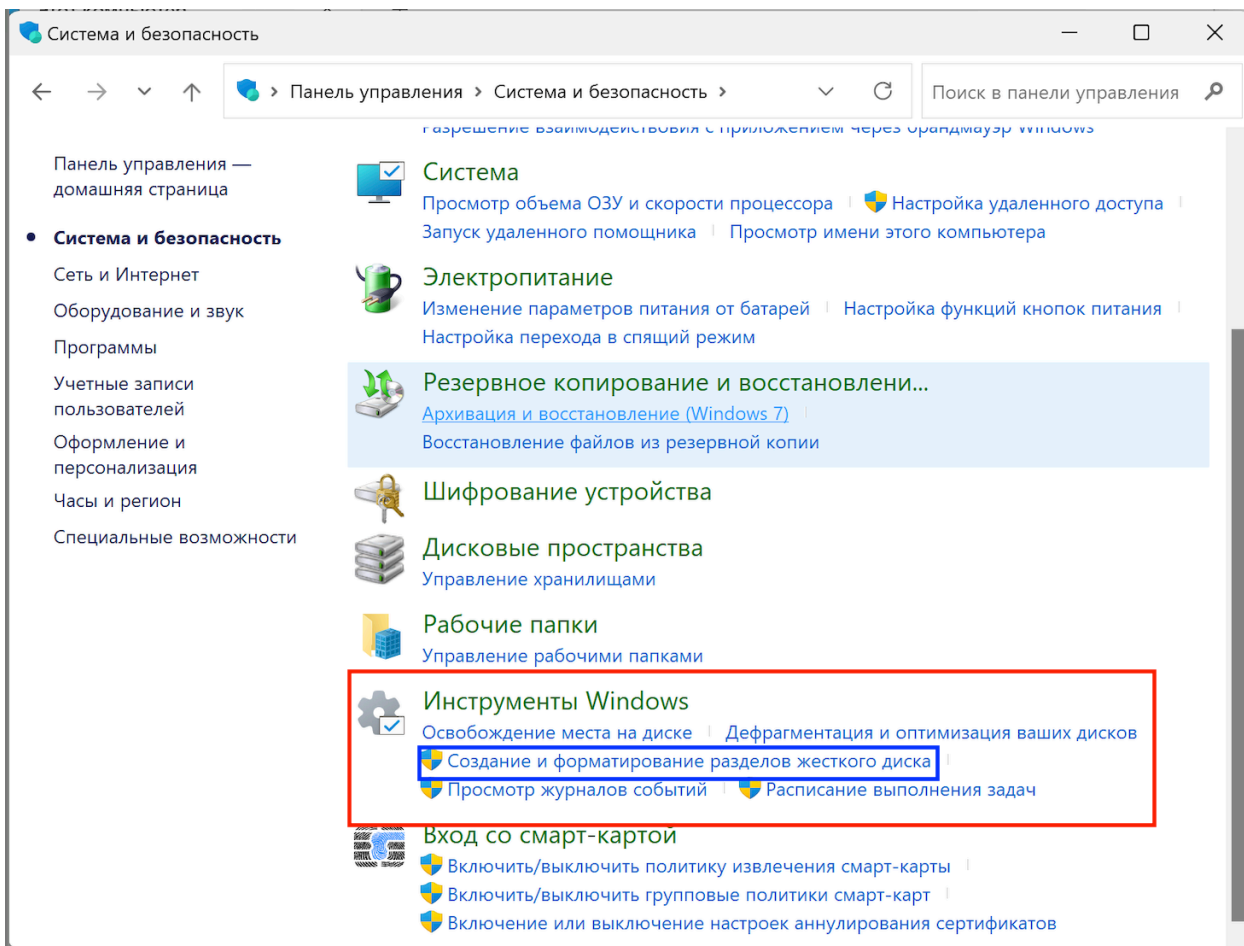 Система и безопасность
Панель управления > Система и безопасность >
Поиск в панели управления
Панель управления —
домашняя страница
Система и безопасность
Сеть и Интернет
Оборудование и звук
Программы
Учетные записи
пользователей
Оформление и
персонализация
Часы и регион
Специальные возможности
Разрешение взаимодействия с приложением через брандмауэр Windows
Система
Просмотр объема ОЗУ и скорости процессора
Настройка удаленного доступа
Запуск удаленного помощника
Просмотр имени этого компьютера
Электропитание
Изменение параметров питания от батарей
Настройка функций кнопок питания
Настройка перехода в спящий режим
Резервное копирование и восстановлени...
Архивация и восстановление (Windows 7)
Восстановление файлов из резервной копии
Шифрование устройства
Дисковые пространства
Управление хранилищами
Рабочие папки
Управление рабочими папками
Инструменты Windows
Освобождение места на диске
Дефрагментация и оптимизация ваших дисков
Создание и форматирование разделов жесткого диска
Просмотр журналов событий
Расписание выполнения задач
Вход со смарт-картой
Включить/выключить политику извлечения смарт-карты
Включить/выключить групповые политики смарт-карт
Включение или выключение настроек аннулирования сертификатов